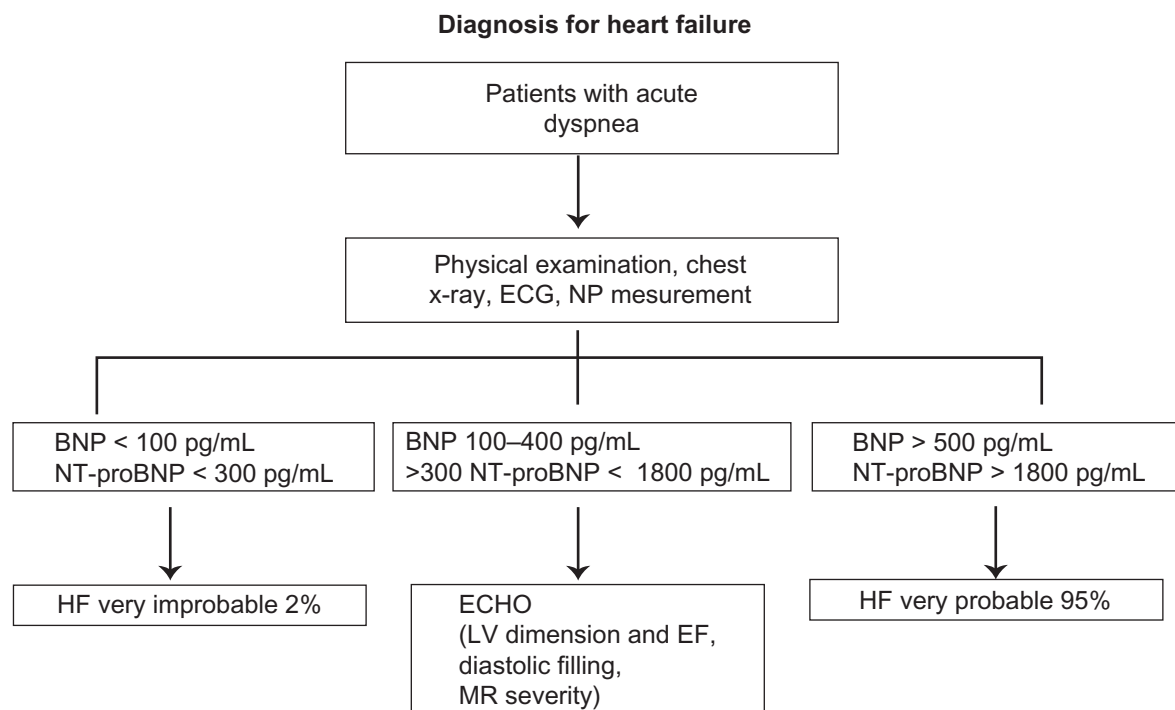 Diagnosis for heart failure
Patients with acute
dyspnea
Physical examination, chest
x-ray, ECG, NP mesurement
BNP < 100 pg/mL
NT-proBNP < 300 pg/mL
BNP 100–400 pg/mL
>300 NT-proBNP < 1800 pg/mL
BNP > 500 pg/mL
NT-proBNP > 1800 pg/mL
HF very improbable 2%
ECHO
(LV dimension and EF,
diastolic filling,
MR severity)
HF very probable 95%